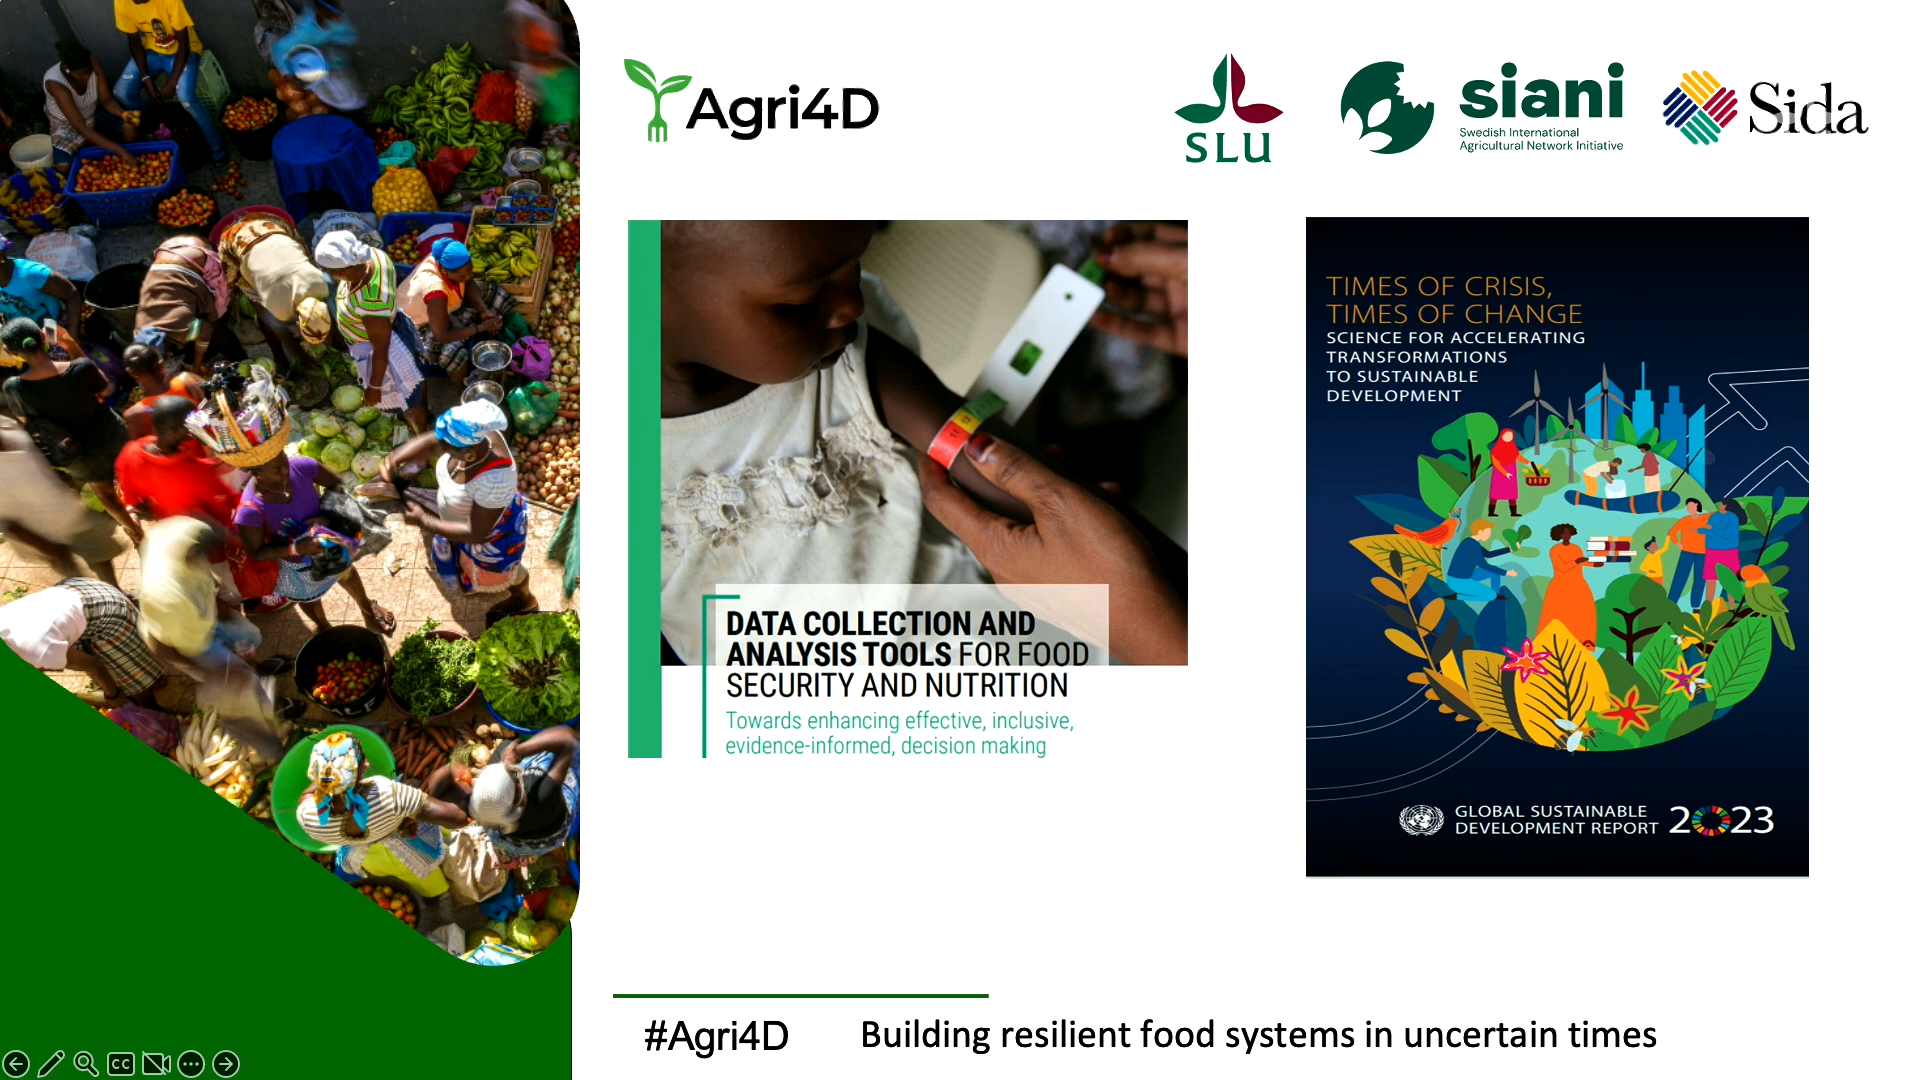 Agri4D
SLU
siani
Swedish International
Agricultural Network Initiative
Sida
DATA COLLECTION AND
ANALYSIS TOOLS FOR FOOD
SECURITY AND NUTRITION
Towards enhancing effective, inclusive,
evidence-informed, decision making
TIMES OF CRISIS,
TIMES OF CHANGE
SCIENCE FOR ACCELERATING
TRANSFORMATIONS
TO SUSTAINABLE
DEVELOPMENT
GLOBAL SUSTAINABLE
DEVELOPMENT REPORT 2023
#Agri4D Building resilient food systems in uncertain times
CC